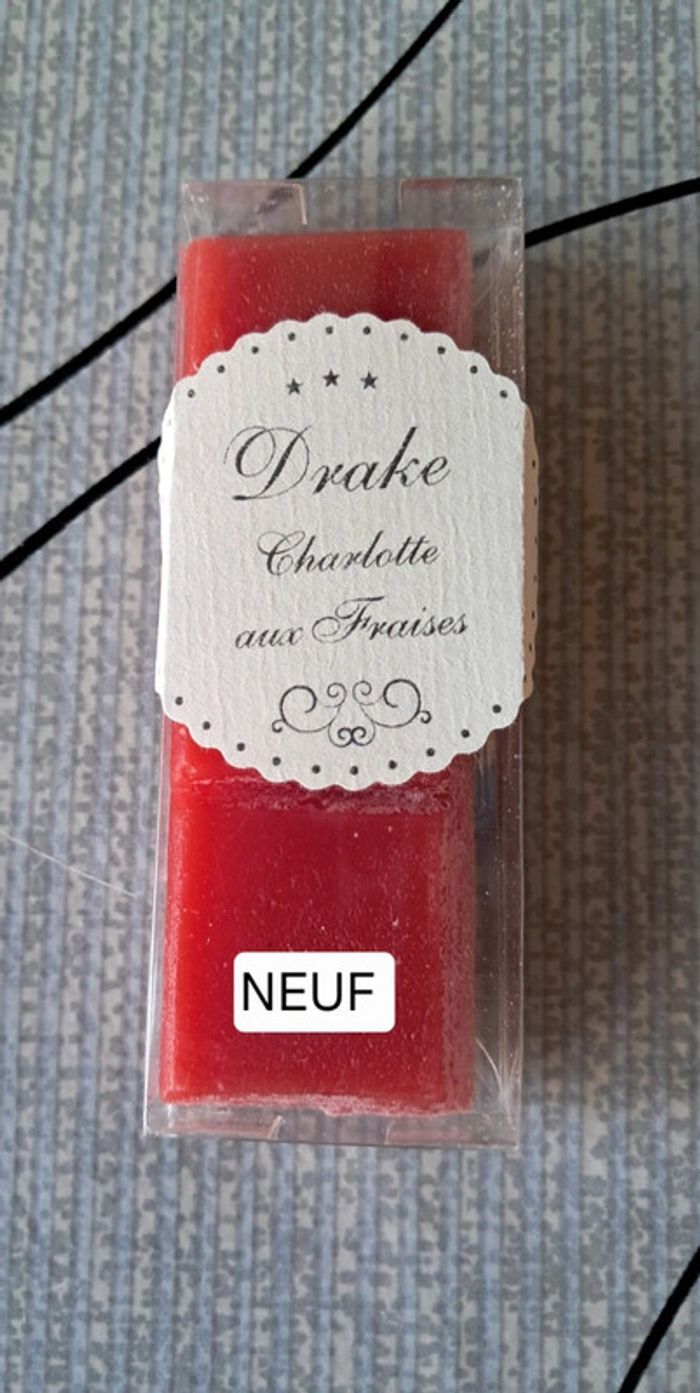 Drake
Charlotte
aux Fraises
NEUF